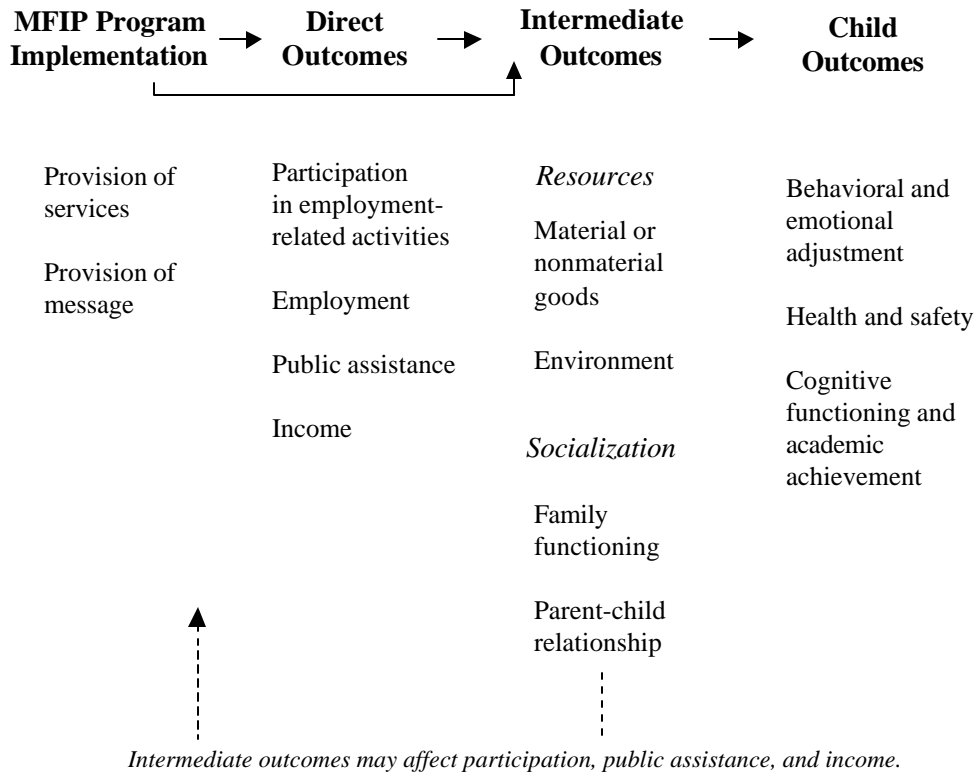 MFIP Program
Implementation
Direct
Outcomes
Intermediate
Outcomes
Child
Outcomes
Provision of
services
Provision of
message
Participation
in employment-
related activities
Employment
Public assistance
Income
Resources
Material or
nonmaterial
goods
Environment
Socialization
Family
functioning
Parent-child
relationship
Behavioral and
emotional
adjustment
Health and safety
Cognitive
functioning and
academic
achievement
Intermediate outcomes may affect participation, public assistance, and income.